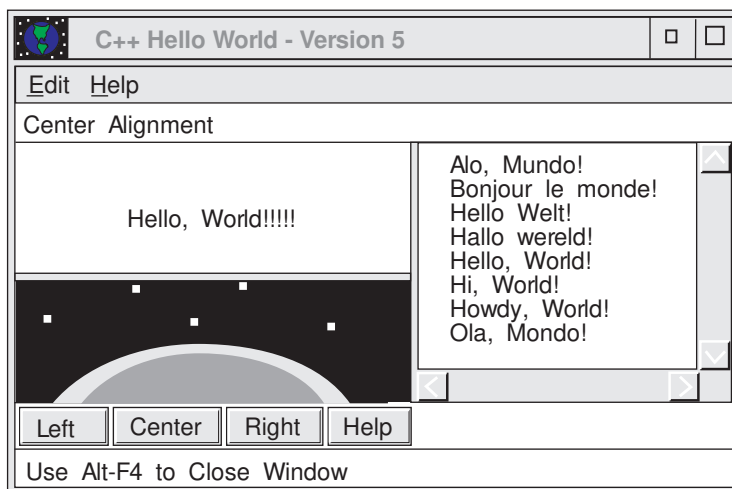 C++ Hello World - Version 5
Edit Help
Center Alignment
Hello, World!!!!!
Alo, Mundo!
Bonjour le monde!
Hello Welt!
Hallo wereld!
Hello, World!
Hi, World!
Howdy, World!
Ola, Mondo!
Left Center Right Help
Use Alt-F4 to Close Window